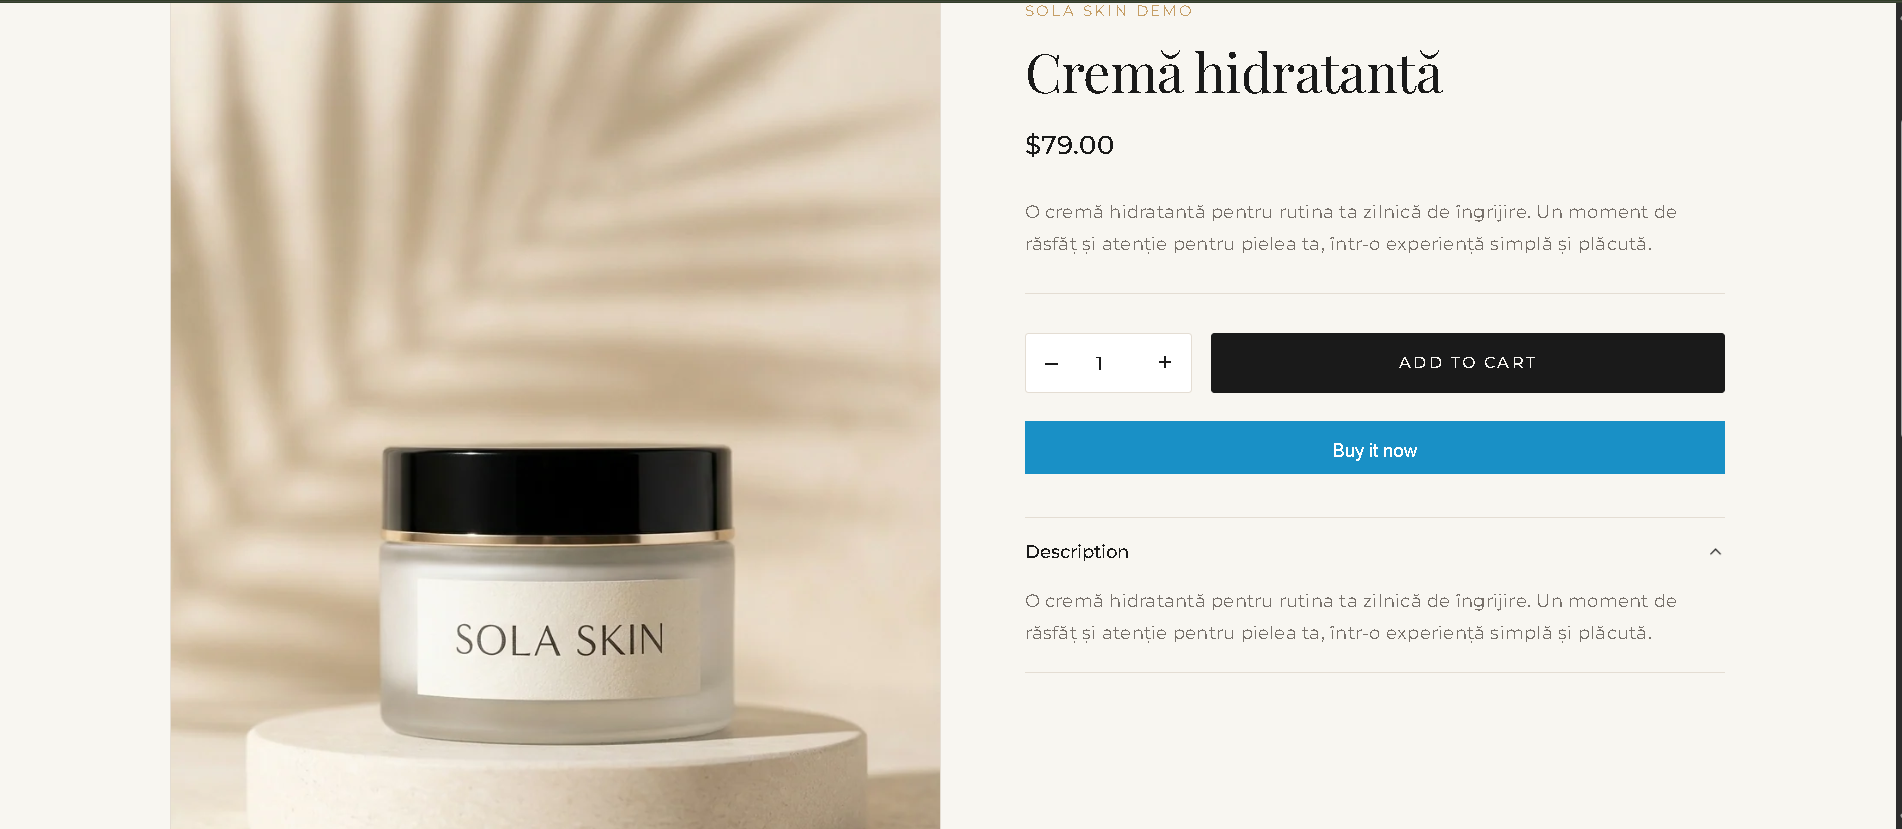 SOLA SKIN DEMO
Cremă hidratantă
$79.00
O cremă hidratantă pentru rutina ta zilnică de îngrijire. Un moment de
răsfăț și atenție pentru pielea ta, într-o experiență simplă și plăcută.
− 1 +
ADD TO CART
Buy it now
Description
O cremă hidratantă pentru rutina ta zilnică de îngrijire. Un moment de
răsfăț și atenție pentru pielea ta, într-o experiență simplă și plăcută.
SOLA SKIN